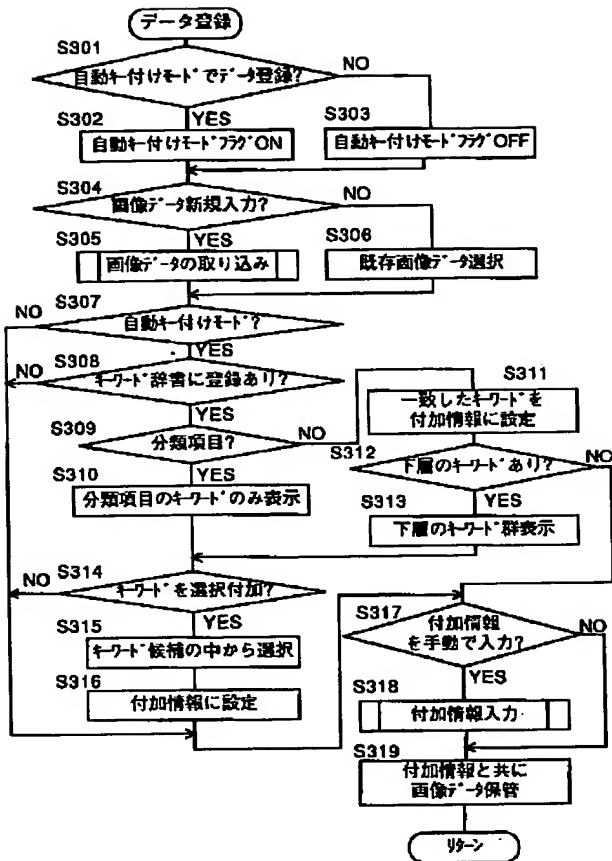 データ登録
S301
自動キー付けモードでデータ登録?
NO
YES
S302
自動キー付けモードフラグON
S303
自動キー付けモードフラグOFF
S304
画像データ新規入力?
NO
YES
S305
画像データの取り込み
S306
既存画像データ選択
S307
NO
自動キー付けモード?
YES
S308
NO
キーワード辞書に登録あり?
YES
S309
分類項目?
NO
YES
S310
分類項目のキーワードのみ表示
S311
一致したキーワードを
付加情報に設定
S312
下層のキーワードあり?
NO
YES
S313
下層のキーワード群表示
S314
NO
キーワードを選択付加?
YES
S315
キーワード候補の中から選択
S316
付加情報に設定
S317
付加情報
を手動で入力?
NO
YES
S318
付加情報入力
S319
付加情報と共に
画像データ保管
リターン